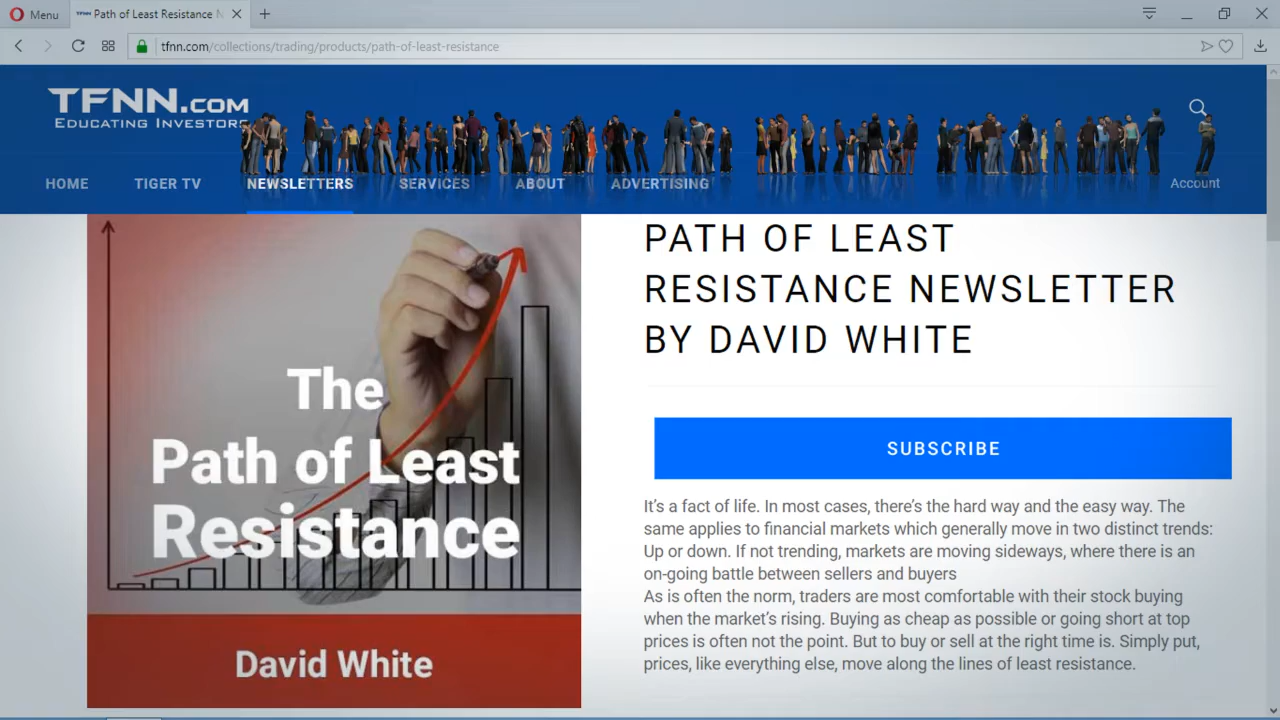 Menu
Path of Least Resistance N
tfnn.com/collections/trading/products/path-of-least-resistance
TFNN.COM
EDUCATING INVESTORS
HOME
TIGER TV
NEWSLETTERS
SERVICES
ABOUT
ADVERTISING
Account
The
Path of Least
Resistance
David White
PATH OF LEAST
RESISTANCE NEWSLETTER
BY DAVID WHITE
SUBSCRIBE
It’s a fact of life. In most cases, there’s the hard way and the easy way. The
same applies to financial markets which generally move in two distinct trends:
Up or down. If not trending, markets are moving sideways, where there is an
on-going battle between sellers and buyers
As is often the norm, traders are most comfortable with their stock buying
when the market’s rising. Buying as cheap as possible or going short at top
prices is often not the point. But to buy or sell at the right time is. Simply put,
prices, like everything else, move along the lines of least resistance.